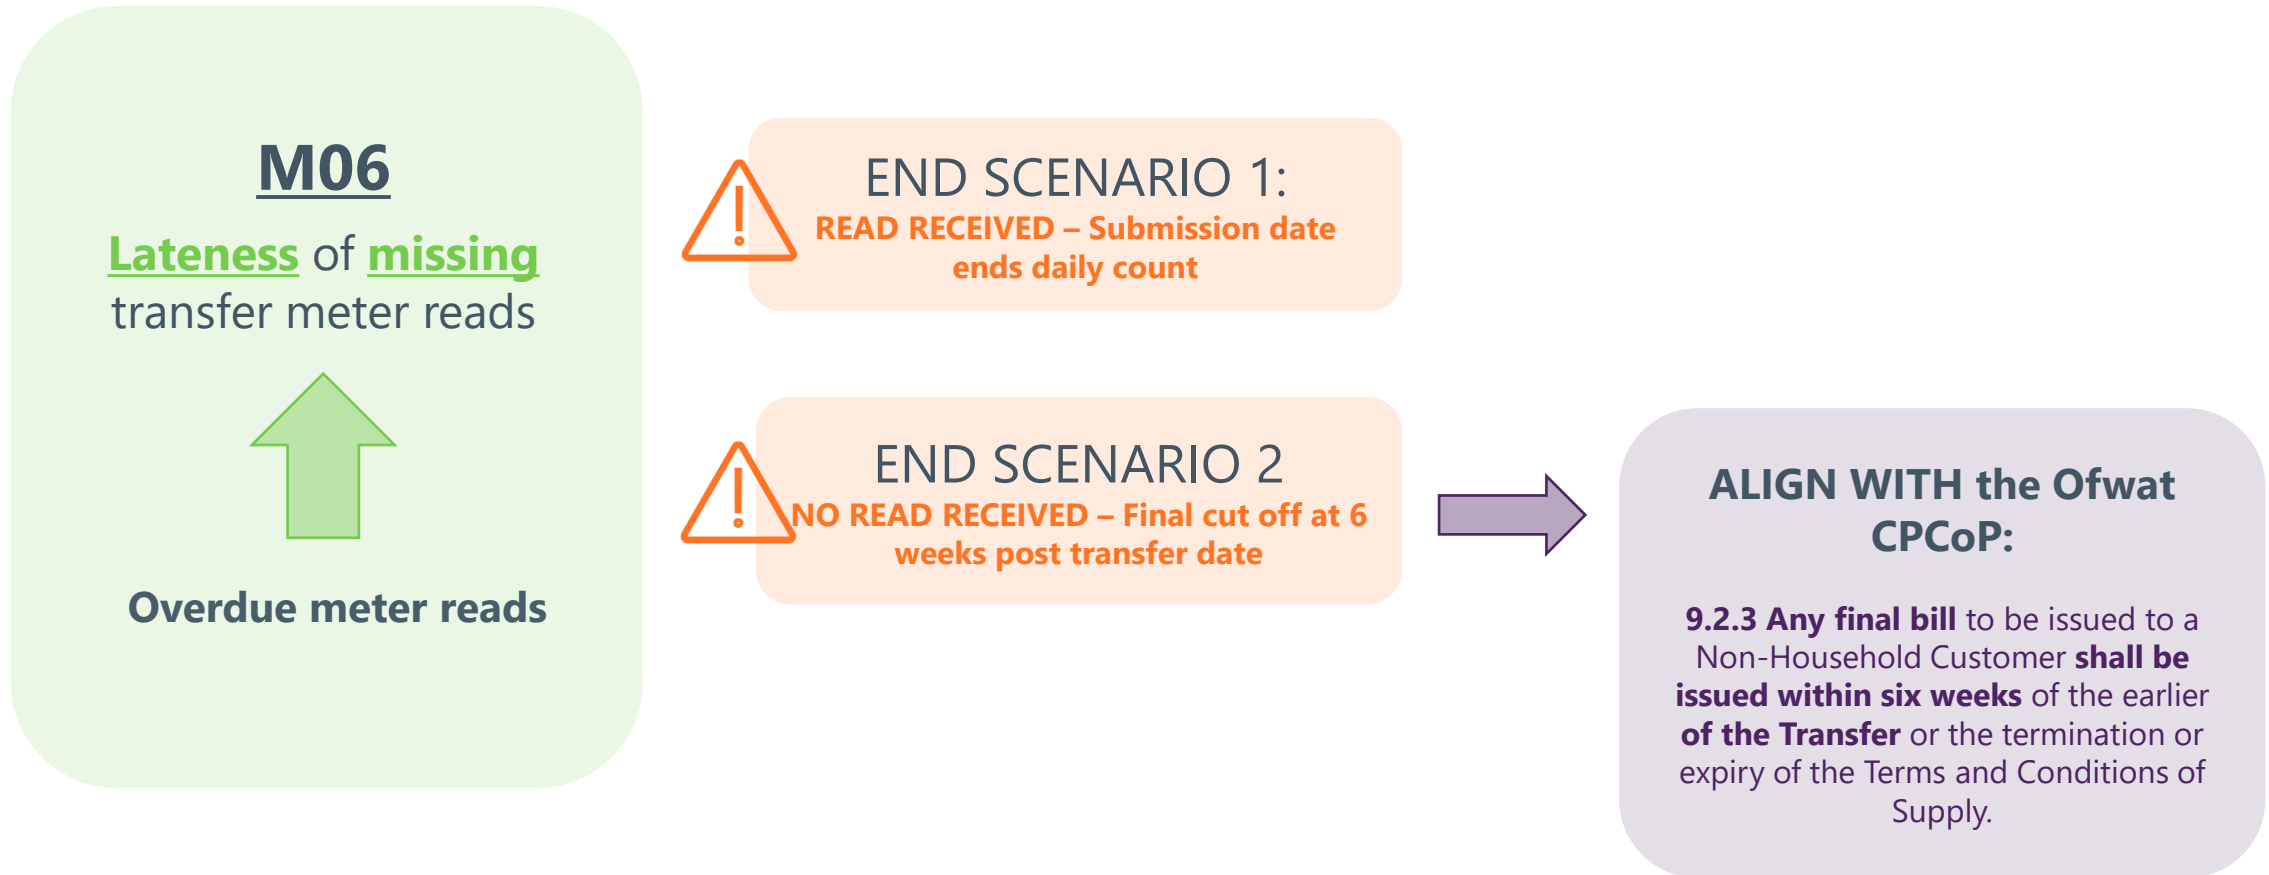 M06
Lateness of missing
transfer meter reads
Overdue meter reads
END SCENARIO 1:
READ RECEIVED – Submission date
ends daily count
END SCENARIO 2
NO READ RECEIVED – Final cut off at 6
weeks post transfer date
ALIGN WITH the Ofwat
CPCoP:
9.2.3 Any final bill to be issued to a
Non-Household Customer shall be
issued within six weeks of the earlier
of the Transfer or the termination or
expiry of the Terms and Conditions of
Supply.